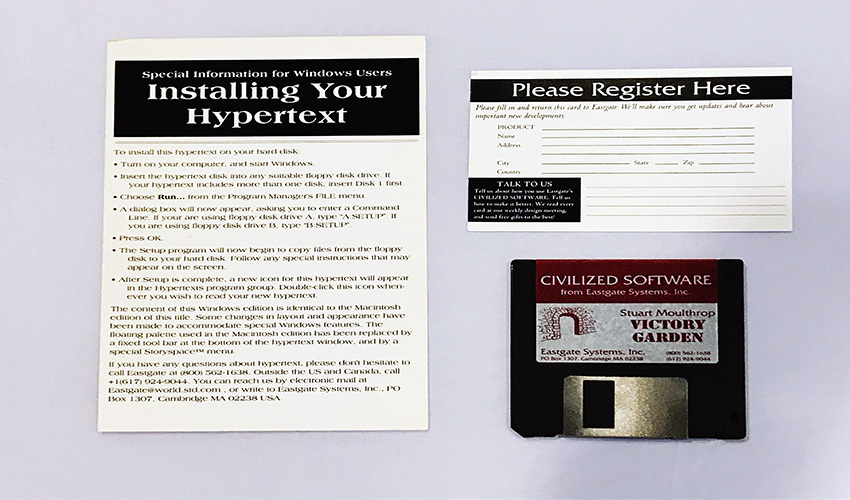 Special Information for Windows Users
Installing Your
Hypertext
To install this hypertext on your hard disk:
• Turn on your computer, and start Windows.
• Insert the hypertext disk into any suitable floppy disk drive. If
your hypertext includes more than one disk, insert Disk 1 first.
• Choose Run... from the Program Manager's FILE menu.
• A dialog box will now appear, asking you to enter a Command
Line. If your are using floppy disk drive A, type "A:SETUP". If
you are using floppy disk drive B, type "B:SETUP".
• Press OK.
• The Setup program will now begin to copy files from the floppy
disk to your hard disk. Follow any special instructions that may
appear on the screen.
• After Setup is complete, a new icon for this hypertext will appear
in the Hypertexts program group. Double-click this icon when-
ever you wish to read your new hypertext.
The content of this Windows edition is identical to the Macintosh
edition of this title. Some changes in layout and appearance have
been made to accommodate special Windows features. The
floating palette used in the Macintosh edition has been replaced by
a fixed tool bar at the bottom of the hypertext window, and by a
special Storyspace™ menu.
If you have any questions about hypertext, please don't hesitate to
call Eastgate at (800) 562-1638. Outside the US and Canada, call
+1(617) 924-9044. You can reach us by electronic mail at
Eastgate@world.std.com , or write to Eastgate Systems, Inc., PO
Box 1307, Cambridge MA 02238 USA.
Please Register Here
Please fill in and return this card to Eastgate. We'll make sure you get updates and hear about
important new developments.
PRODUCT
Name
Address
City State Zip
Country
TALK TO US
Tell us about how you use Eastgate's
CIVILIZED SOFTWARE. Tell us
how to make it better. We read every
card at our weekly design meeting,
and send free gifts to the best!
CIVILIZED SOFTWARE
from Eastgate Systems, Inc.
Stuart Moulthrop
VICTORY
GARDEN
Eastgate Systems, Inc. (800) 562-1638
PO Box 1307, Cambridge MA 02238 (617) 924-9044